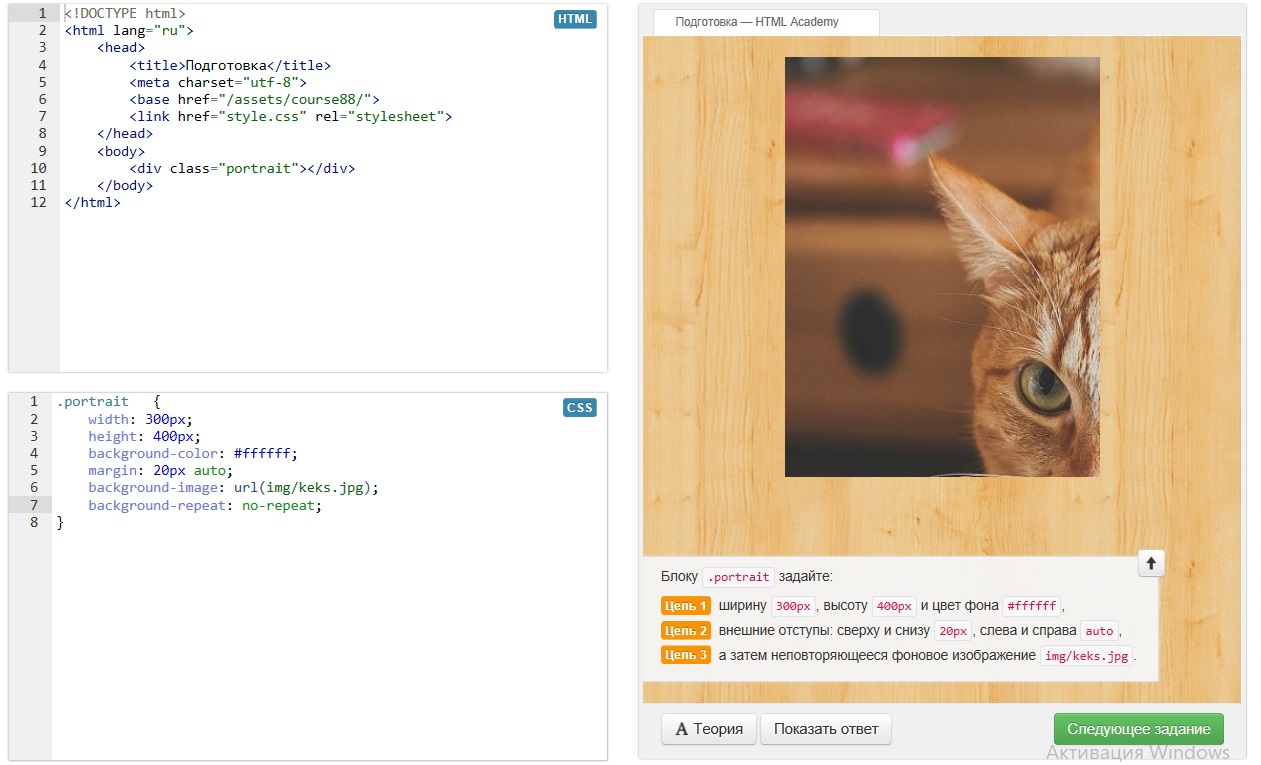 1 <!DOCTYPE html>
HTML
2 <html lang="ru">
3 <head>
4 <title>Подготовка</title>
5 <meta charset="utf-8">
6 <base href="/assets/course88/">
7 <link href="style.css" rel="stylesheet">
8 </head>
9 <body>
10 <div class="portrait"></div>
11 </body>
12 </html>
1 .portrait {
CSS
2 width: 300px;
3 height: 400px;
4 background-color: #ffffff;
5 margin: 20px auto;
6 background-image: url(img/keks.jpg);
7 background-repeat: no-repeat;
8 }
Подготовка — HTML Academy
Блоку .portrait задайте:
Цель 1 ширину 300px, высоту 400px и цвет фона #ffffff,
Цель 2 внешние отступы: сверху и снизу 20px, слева и справа auto,
Цель 3 а затем неповторяющееся фоновое изображение img/keks.jpg.
A Теория
Показать ответ
Следующее задание
Активация Windows